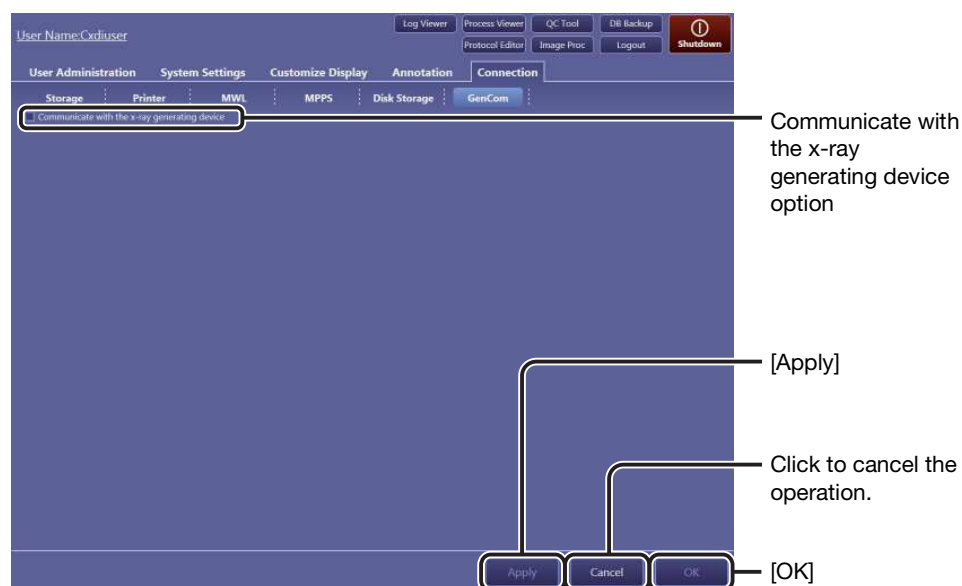 User Name:Cxdiuser
Log Viewer Process Viewer QC Tool DB Backup Shutdown
Protocol Editor Image Proc Logout
User Administration System Settings Customize Display Annotation Connection
Storage Printer MWL MPPS Disk Storage GenCom
Communicate with the x-ray generating device
Communicate with
the x-ray
generating device
option
[Apply]
Click to cancel the
operation.
Apply Cancel OK
[OK]